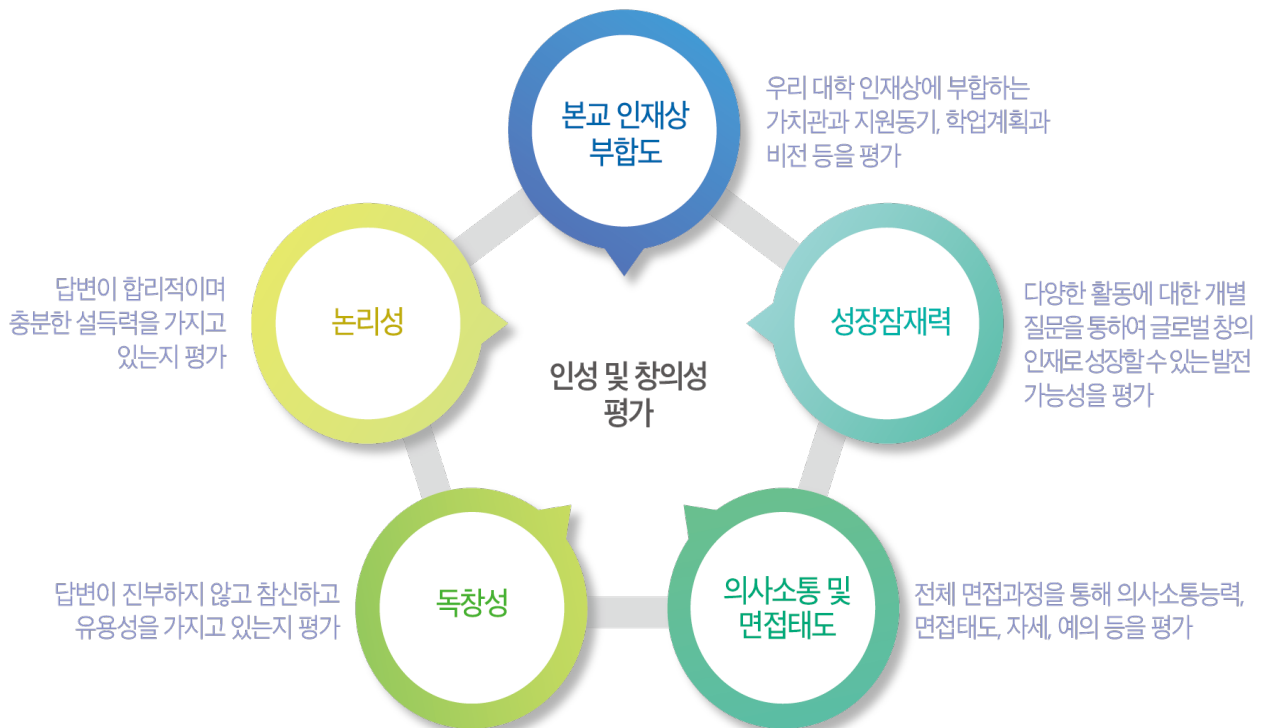 본교 인재상
부합도
우리 대학 인재상에 부합하는
가치관과 지원동기, 학업계획과
비전 등을 평가
성장잠재력
다양한 활동에 대한 개별
질문을 통하여 글로벌 창의
인재로 성장할 수 있는 발전
가능성을 평가
의사소통 및
면접태도
전체 면접과정을 통해 의사소통능력,
면접태도, 자세, 예의 등을 평가
독창성
답변이 진부하지 않고 참신하고
유용성을 가지고 있는지 평가
논리성
답변이 합리적이며
충분한 설득력을 가지고
있는지 평가
인성 및 창의성
평가